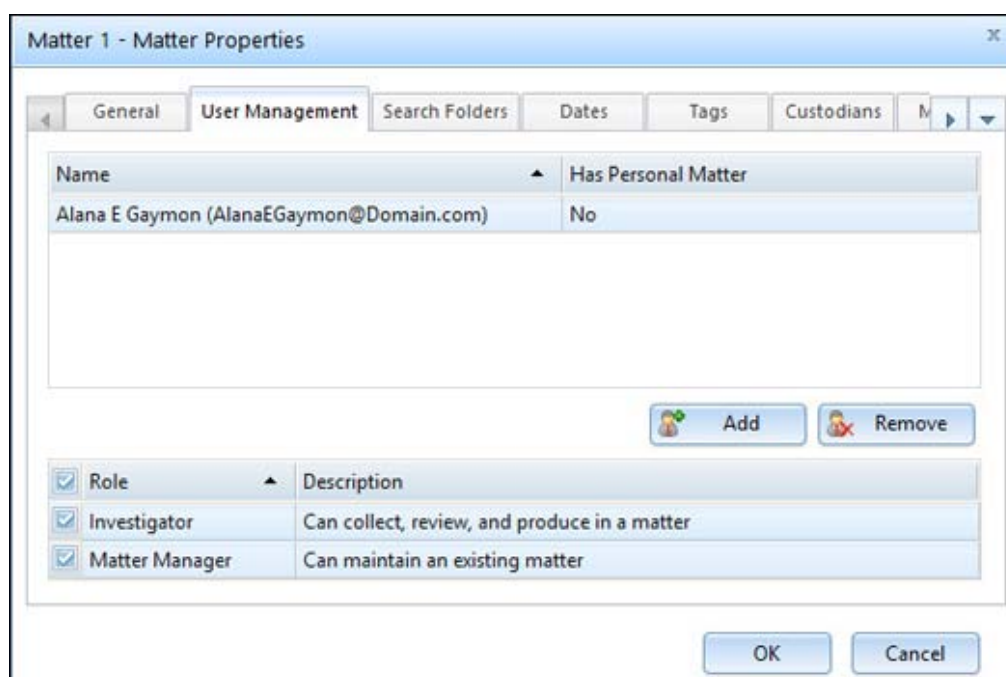 Matter 1 - Matter Properties
General User Management Search Folders Dates Tags Custodians
Name Has Personal Matter
Alana E Gaymon (AlanaEGaymon@Domain.com) No
Add Remove
Role Description
Investigator Can collect, review, and produce in a matter
Matter Manager Can maintain an existing matter
OK Cancel